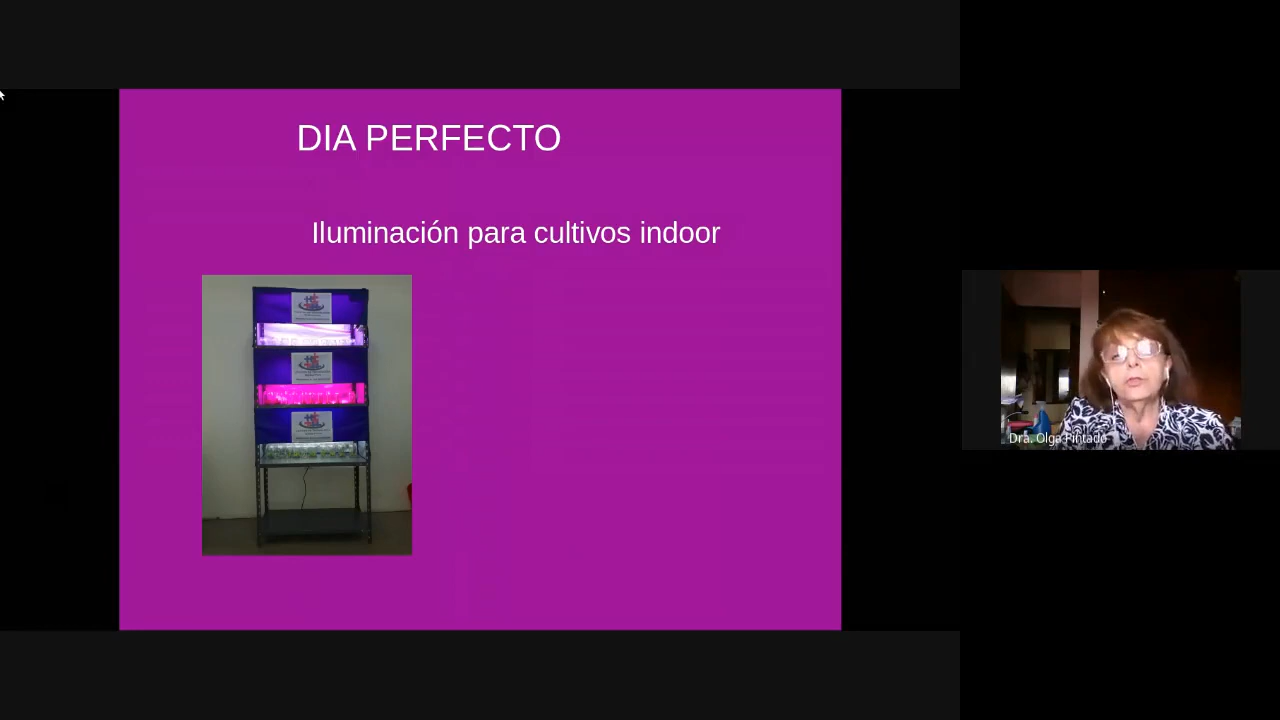 DIA PERFECTO
Iluminación para cultivos indoor
Dra. Olga Pintado